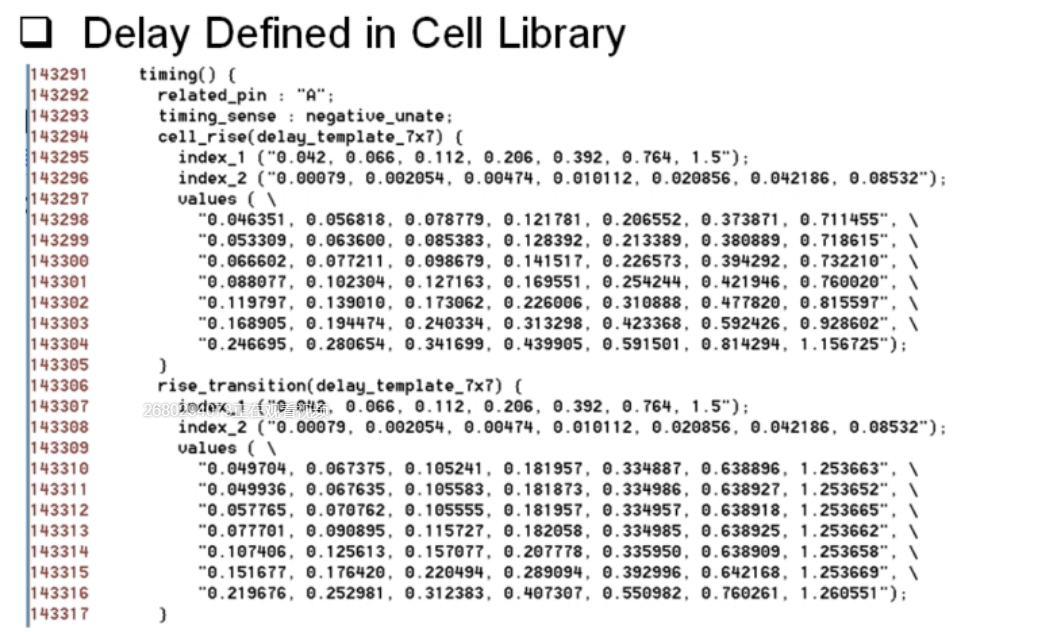 ❑ Delay Defined in Cell Library
143291 timing() {
143292 related_pin : "A";
143293 timing_sense : negative_unate;
143294 cell_rise(delay_template_7x7) {
143295 index_1 ("0.042, 0.066, 0.112, 0.206, 0.392, 0.764, 1.5");
143296 index_2 ("0.00079, 0.002054, 0.00474, 0.010112, 0.020856, 0.042186, 0.08532");
143297 values ( \
143298 "0.046351, 0.056818, 0.078779, 0.121781, 0.206552, 0.373871, 0.711455", \
143299 "0.053309, 0.063600, 0.085383, 0.128392, 0.213389, 0.380889, 0.718615", \
143300 "0.066602, 0.077211, 0.098679, 0.141517, 0.226573, 0.394292, 0.732210", \
143301 "0.088077, 0.102304, 0.127163, 0.169551, 0.254244, 0.421946, 0.760020", \
143302 "0.119797, 0.139010, 0.173062, 0.226006, 0.310888, 0.477820, 0.815597", \
143303 "0.168905, 0.194474, 0.240334, 0.313298, 0.423368, 0.592426, 0.928602", \
143304 "0.246695, 0.280654, 0.341699, 0.439905, 0.591501, 0.814294, 1.156725");
143305 }
143306 rise_transition(delay_template_7x7) {
143307 index_1 ("0.042, 0.066, 0.112, 0.206, 0.392, 0.764, 1.5");
143308 index_2 ("0.00079, 0.002054, 0.00474, 0.010112, 0.020856, 0.042186, 0.08532");
143309 values ( \
143310 "0.049704, 0.067375, 0.105241, 0.181957, 0.334887, 0.638896, 1.253663", \
143311 "0.049936, 0.067635, 0.105583, 0.181873, 0.334986, 0.638927, 1.253652", \
143312 "0.057765, 0.070762, 0.105555, 0.181957, 0.334957, 0.638918, 1.253665", \
143313 "0.077701, 0.090895, 0.115727, 0.182058, 0.334985, 0.638925, 1.253662", \
143314 "0.107406, 0.125613, 0.157077, 0.207778, 0.335950, 0.638909, 1.253658", \
143315 "0.151677, 0.176420, 0.220494, 0.289094, 0.392996, 0.642168, 1.253669", \
143316 "0.219676, 0.252981, 0.312383, 0.407307, 0.550982, 0.760261, 1.260551");
143317 }
正在观看视频